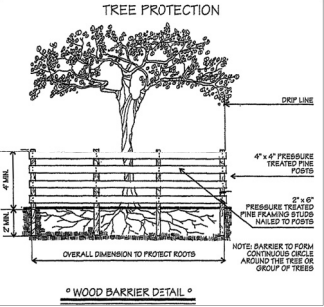 TREE PROTECTION
DRIP LINE
4" x 4" PRESSURE
TREATED PINE
POSTS
2" x 6"
PRESSURE TREATED
PINE FRAMING STUDS
NAILED TO POSTS
4' MIN.
2' MIN.
NOTE: BARRIER TO FORM
CONTINUOUS CIRCLE
AROUND THE TREE OR
GROUP OF TREES
OVERALL DIMENSION TO PROTECT ROOTS
° WOOD BARRIER DETAIL °